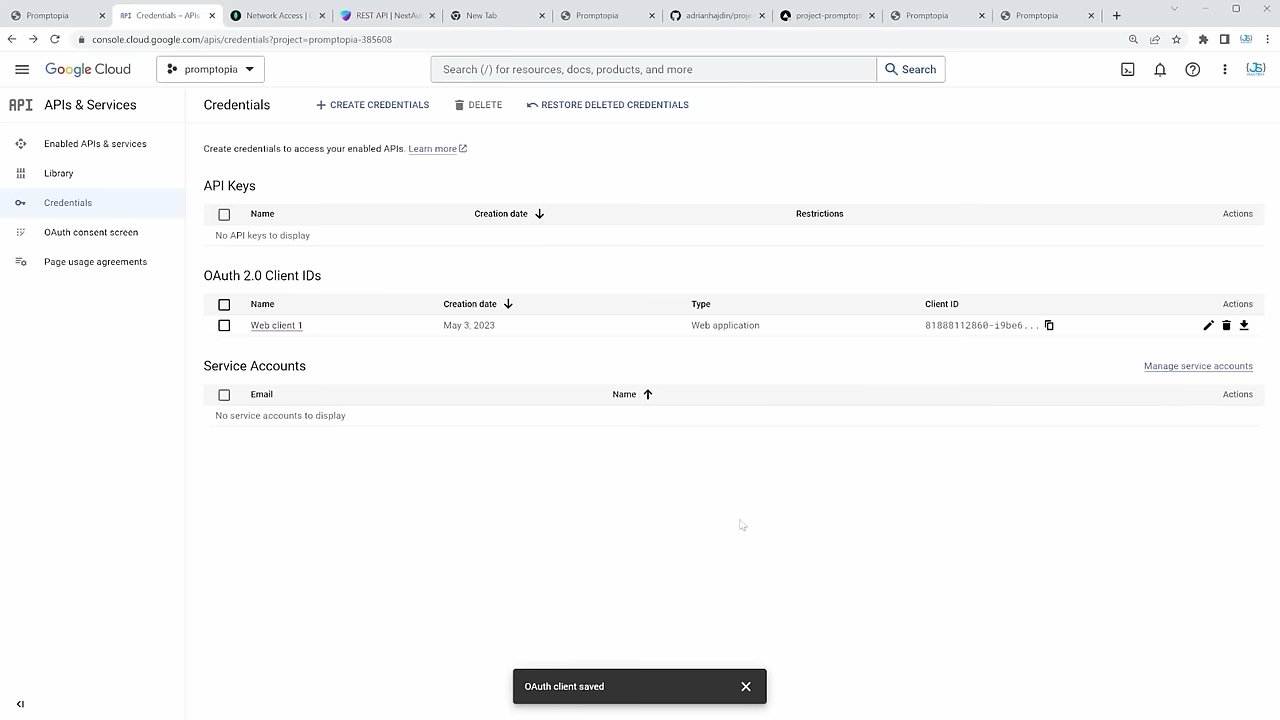 Promptopia
API Credentials – APIs
Network Access |
REST API | NextAu
New Tab
Promptopia
adrianhajdin/proje
project-promptop
Promptopia
Promptopia
console.cloud.google.com/apis/credentials?project=promptopia-385608
Google Cloud
promptopia
Search (/) for resources, docs, products, and more
Search
API APIs & Services
Credentials
CREATE CREDENTIALS
DELETE
RESTORE DELETED CREDENTIALS
Enabled APIs & services
Library
Credentials
OAuth consent screen
Page usage agreements
Create credentials to access your enabled APIs. Learn more
API Keys
Name Creation date Restrictions Actions
No API keys to display
OAuth 2.0 Client IDs
Name Creation date Type Client ID Actions
Web client 1 May 3, 2023 Web application 81888112860-i9be6...
Service Accounts
Manage service accounts
Email Name Actions
No service accounts to display
OAuth client saved